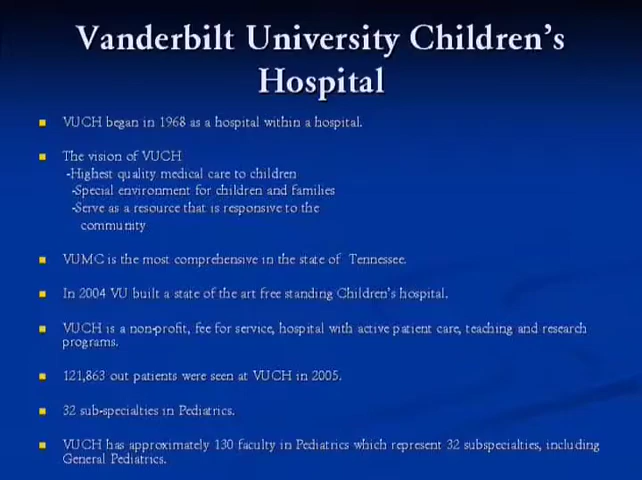 Vanderbilt University Children's
Hospital
VUCH began in 1968 as a hospital within a hospital.
The vision of VUCH
-Highest quality medical care to children
-Special environment for children and families
-Serve as a resource that is responsive to the
community
VUMC is the most comprehensive in the state of Tennessee.
In 2004 VU built a state of the art free standing Children's hospital.
VUCH is a non-profit, fee for service, hospital with active patient care, teaching and research
programs.
121,863 out patients were seen at VUCH in 2005.
32 sub-specialties in Pediatrics.
VUCH has approximately 130 faculty in Pediatrics which represent 32 subspecialties, including
General Pediatrics.